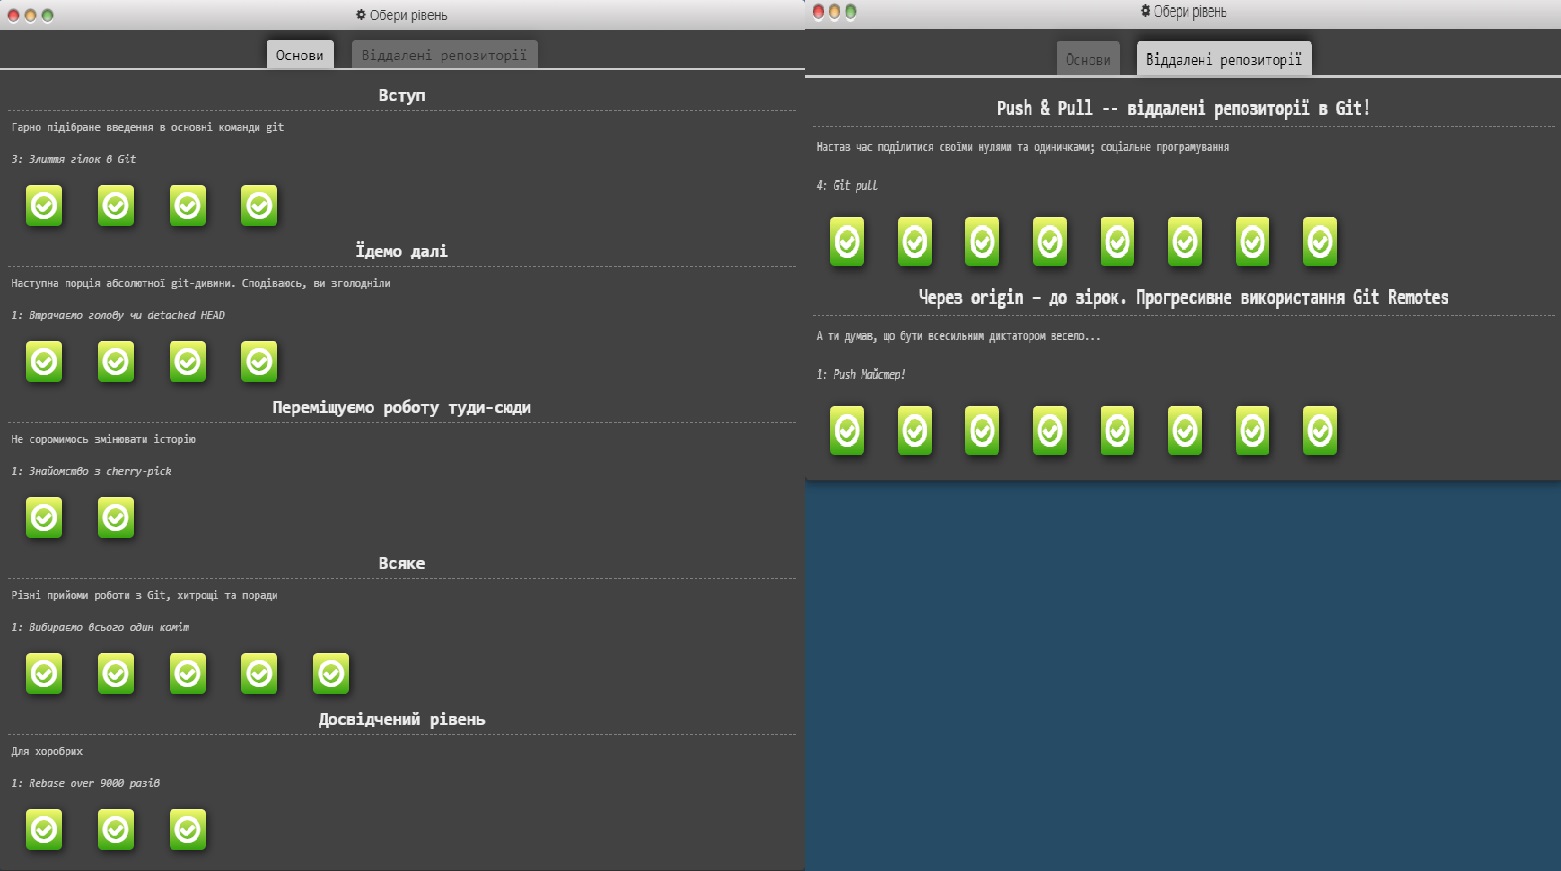 Обери рівень
Основи
Віддалені репозиторії
Вступ
Гарно підібране введення в основні команди git
3: Злиття гілок в Git
Їдемо далі
Наступна порція абсолютної git-дивини. Сподіваюсь, ви зголодніли
1: Втрачаємо голову чи detached HEAD
Переміщуємо роботу туди-сюди
Не соромимось змінювати історію
1: Знайомство з cherry-pick
Всяке
Різні прийоми роботи з Git, хитрощі та поради
1: Вибираємо всього один коміт
Досвідчений рівень
Для хоробрих
1: Rebase over 9000 разів
Обери рівень
Основи
Віддалені репозиторії
Push & Pull -- віддалені репозиторії в Git!
Настав час поділитися своїми нулями та одиничками; соціальне програмування
4: Git pull
Через origin – до зірок. Прогресивне використання Git Remotes
А ти думав, що бути всесильним диктатором весело...
1: Push Майстер!